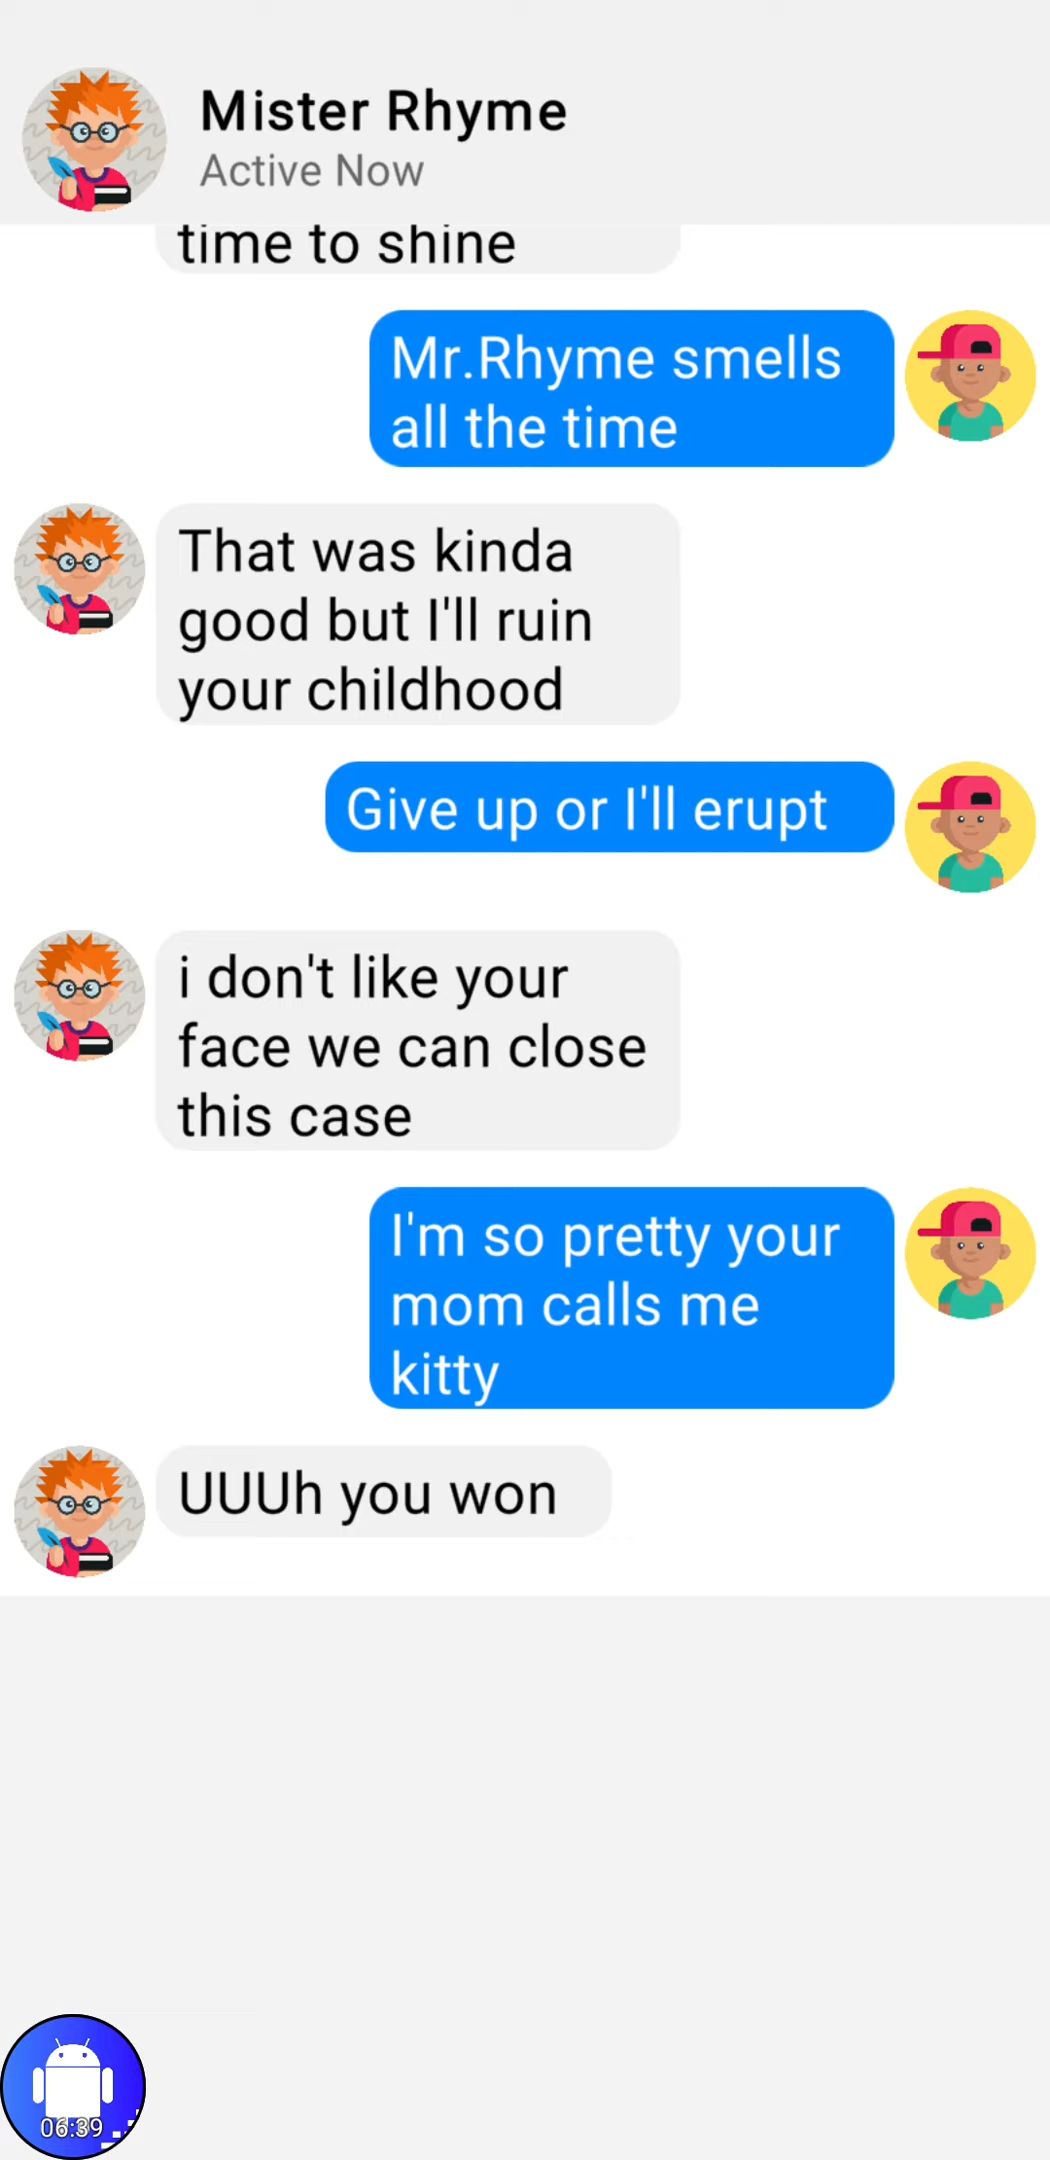 Mister Rhyme
Active Now
time to shine
Mr.Rhyme smells
all the time
That was kinda
good but I'll ruin
your childhood
Give up or I'll erupt
i don't like your
face we can close
this case
I'm so pretty your
mom calls me
kitty
UUUh you won
06:39